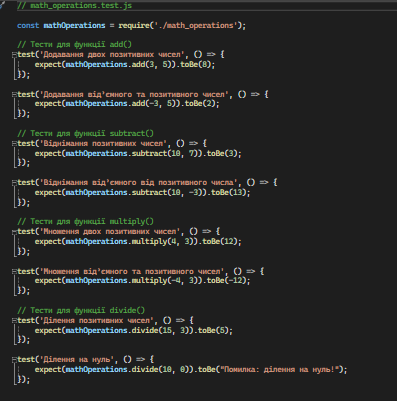 // math_operations.test.js
const mathOperations = require('./math_operations');
// Тести для функції add()
test('Додавання двох позитивних чисел', () => {
expect(mathOperations.add(3, 5)).toBe(8);
});
test('Додавання від'ємного та позитивного чисел', () => {
expect(mathOperations.add(-3, 5)).toBe(2);
});
// Тести для функції subtract()
test('Віднімання позитивних чисел', () => {
expect(mathOperations.subtract(10, 7)).toBe(3);
});
test('Віднімання від'ємного від позитивного числа', () => {
expect(mathOperations.subtract(10, -3)).toBe(13);
});
// Тести для функції multiply()
test('Множення двох позитивних чисел', () => {
expect(mathOperations.multiply(4, 3)).toBe(12);
});
test('Множення від'ємного та позитивного чисел', () => {
expect(mathOperations.multiply(-4, 3)).toBe(-12);
});
// Тести для функції divide()
test('Ділення позитивних чисел', () => {
expect(mathOperations.divide(15, 3)).toBe(5);
});
test('Ділення на нуль', () => {
expect(mathOperations.divide(10, 0)).toBe("Помилка: ділення на нуль!");
});